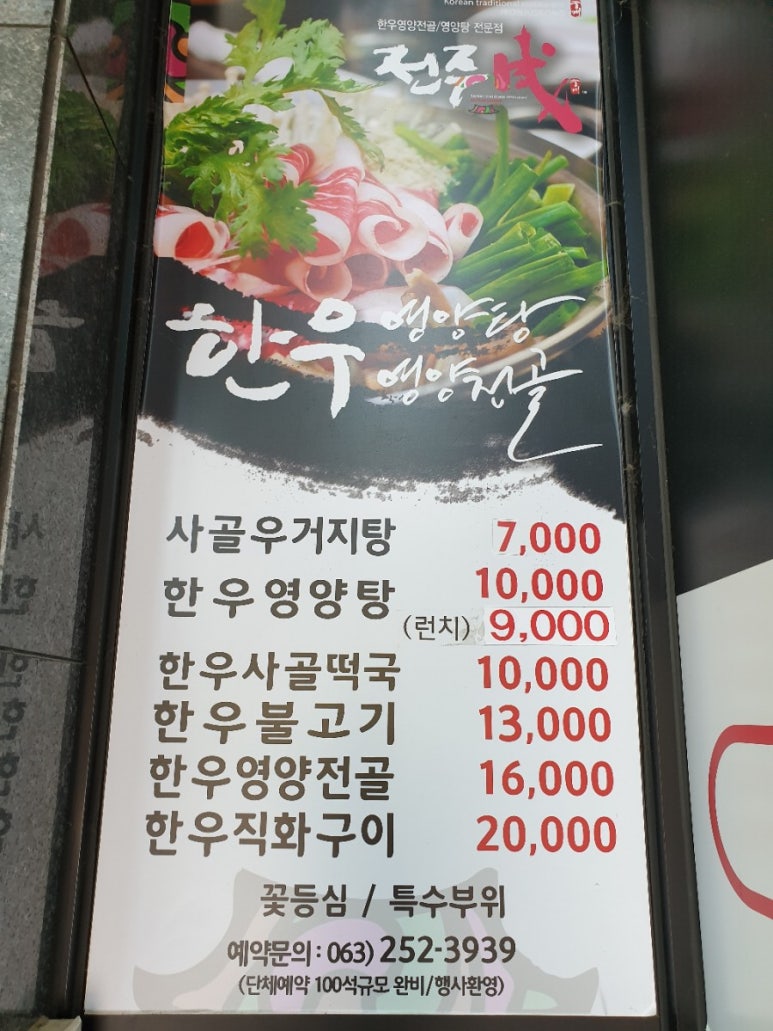 Korean traditional
한우영양전골/영양탕 전문점
전주
한우 영양탕
영양전골
사골우거지탕 7,000
한우영양탕 10,000
(런치) 9,000
한우사골떡국 10,000
한우불고기 13,000
한우영양전골 16,000
한우직화구이 20,000
꽃등심 / 특수부위
예약문의 : 063) 252-3939
(단체예약 100석규모 완비/행사환영)